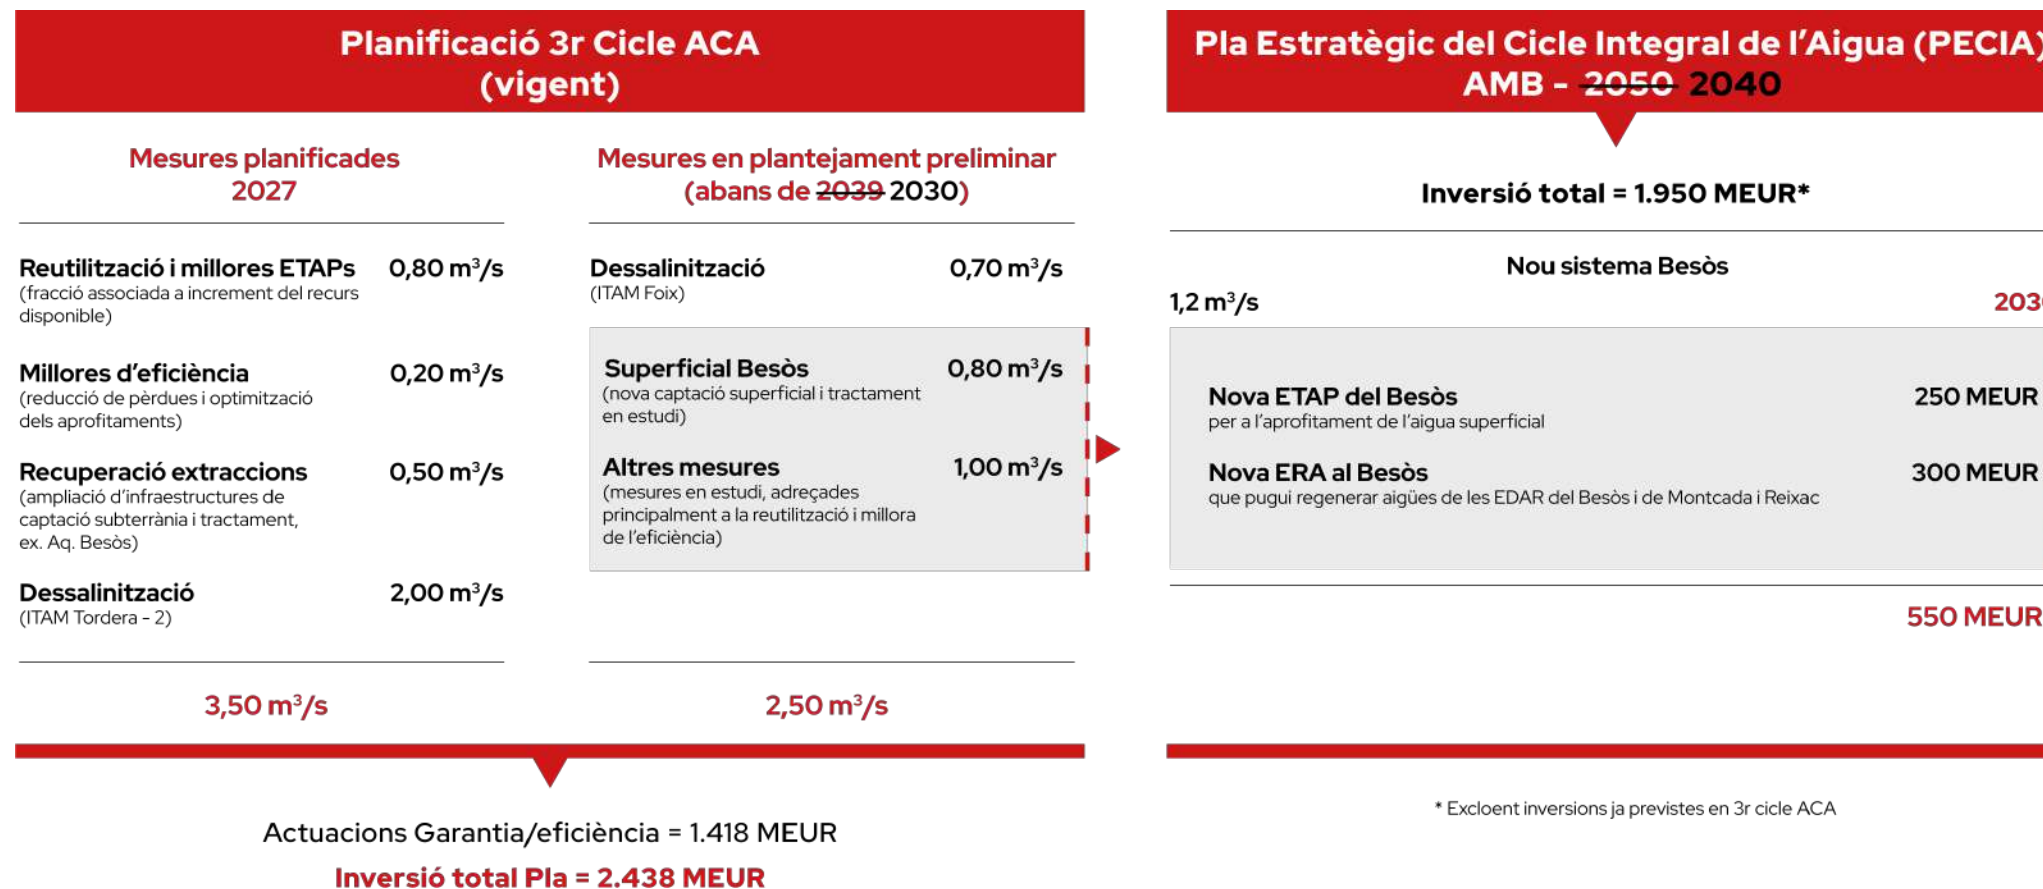 Planificació 3r Cicle ACA
(vigent)
Mesures planificades
2027
Reutilització i millores ETAPs 0,80 m³/s
(fracció associada a increment del recurs
disponible)
Millores d'eficiència 0,20 m³/s
(reducció de pèrdues i optimització
dels aprofitaments)
Recuperació extraccions 0,50 m³/s
(ampliació d'infraestructures de
captació subterrània i tractament,
ex. Aq. Besòs)
Dessalinització 2,00 m³/s
(ITAM Tordera - 2)
3,50 m³/s
Mesures en plantejament preliminar
(abans de 2039 2030)
Dessalinització 0,70 m³/s
(ITAM Foix)
Superficial Besòs 0,80 m³/s
(nova captació superficial i tractament
en estudi)
Altres mesures 1,00 m³/s
(mesures en estudi, adreçades
principalment a la reutilització i millora
de l'eficiència)
2,50 m³/s
Actuacions Garantia/eficiència = 1.418 MEUR
Inversió total Pla = 2.438 MEUR
Pla Estratègic del Cicle Integral de l'Aigua (PECIA)
AMB - 2050 2040
Inversió total = 1.950 MEUR*
Nou sistema Besòs
1,2 m³/s
Nova ETAP del Besòs 250 MEUR
per a l'aprofitament de l'aigua superficial
Nova ERA al Besòs 300 MEUR
que pugui regenerar aigües de les EDAR del Besòs i de Montcada i Reixac
550 MEUR
* Excloent inversions ja previstes en 3r cicle ACA